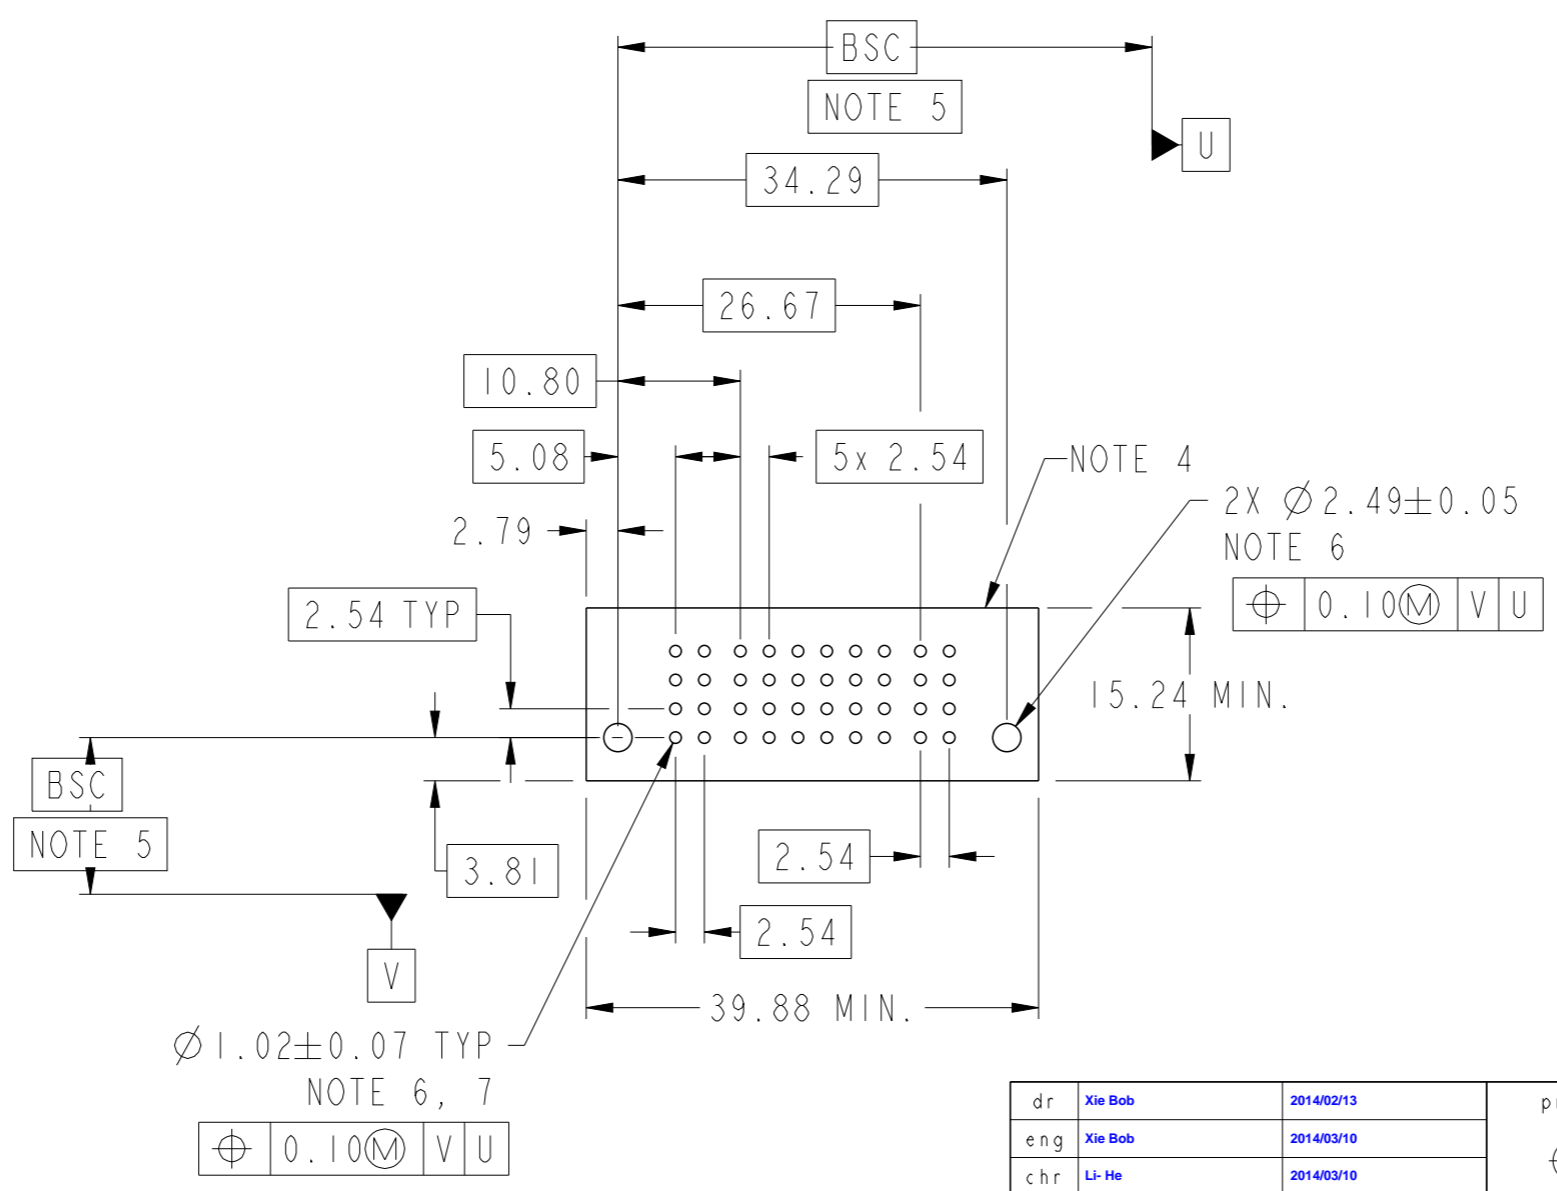 BSC
NOTE 5
U
34.29
26.67
10.80
5.08
5x 2.54
NOTE 4
2X Ø2.49±0.05
NOTE 6
⌖ 0.10Ⓜ V U
2.79
2.54 TYP
15.24 MIN.
BSC
NOTE 5
3.81
2.54
2.54
V
39.88 MIN.
Ø1.02±0.07 TYP
NOTE 6, 7
⌖ 0.10Ⓜ V U
dr Xie Bob 2014/02/13
eng Xie Bob 2014/03/10
chr Li- He 2014/03/10